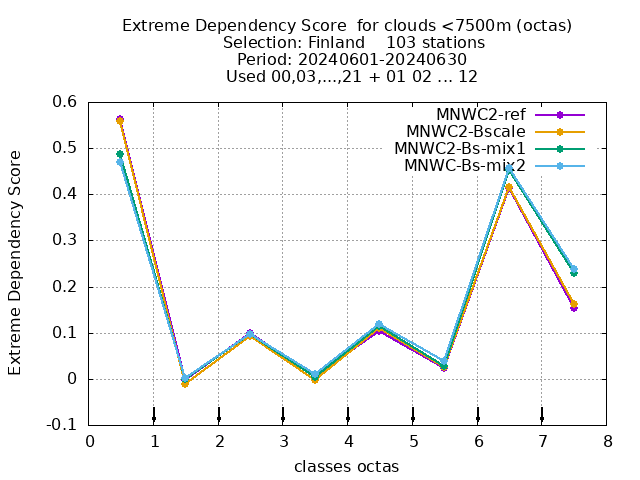 Extreme Dependency Score  for clouds <7500m (octas)
Selection: Finland    103 stations
Period: 20240601-20240630
Used 00,03,...,21 + 01 02 ... 12
MNWC2-ref
MNWC2-Bscale
MNWC2-Bs-mix1
MNWC-Bs-mix2
Extreme Dependency Score
0.6
0.5
0.4
0.3
0.2
0.1
0
-0.1
0 1 2 3 4 5 6 7 8
classes octas